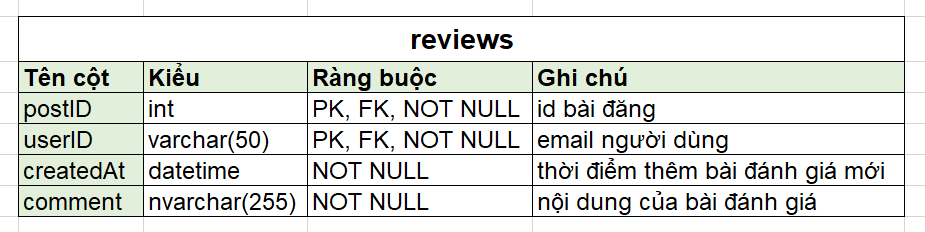 reviews
Tên cột Kiểu Ràng buộc Ghi chú
postID int PK, FK, NOT NULL id bài đăng
userID varchar(50) PK, FK, NOT NULL email người dùng
createdAt datetime NOT NULL thời điểm thêm bài đánh giá mới
comment nvarchar(255) NOT NULL nội dung của bài đánh giá